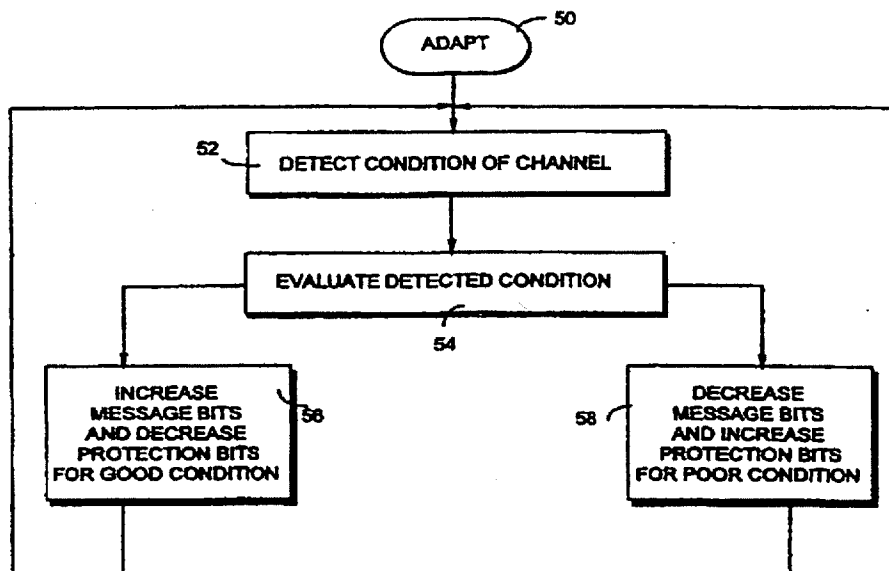 ADAPT
50
52
DETECT CONDITION OF CHANNEL
EVALUATE DETECTED CONDITION
54
INCREASE
MESSAGE BITS
AND DECREASE
PROTECTION BITS
FOR GOOD CONDITION
56
58
DECREASE
MESSAGE BITS
AND INCREASE
PROTECTION BITS
FOR POOR CONDITION